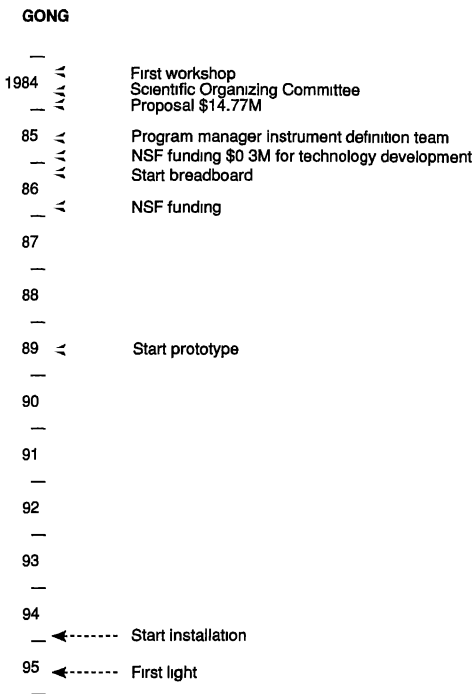 GONG
First workshop
1984
Scientific Organizing Committee
Proposal $14.77M
85 Program manager instrument definition team
NSF funding $0 3M for technology development
Start breadboard
86
NSF funding
87
88
89 Start prototype
90
91
92
93
94
Start installation
95 First light